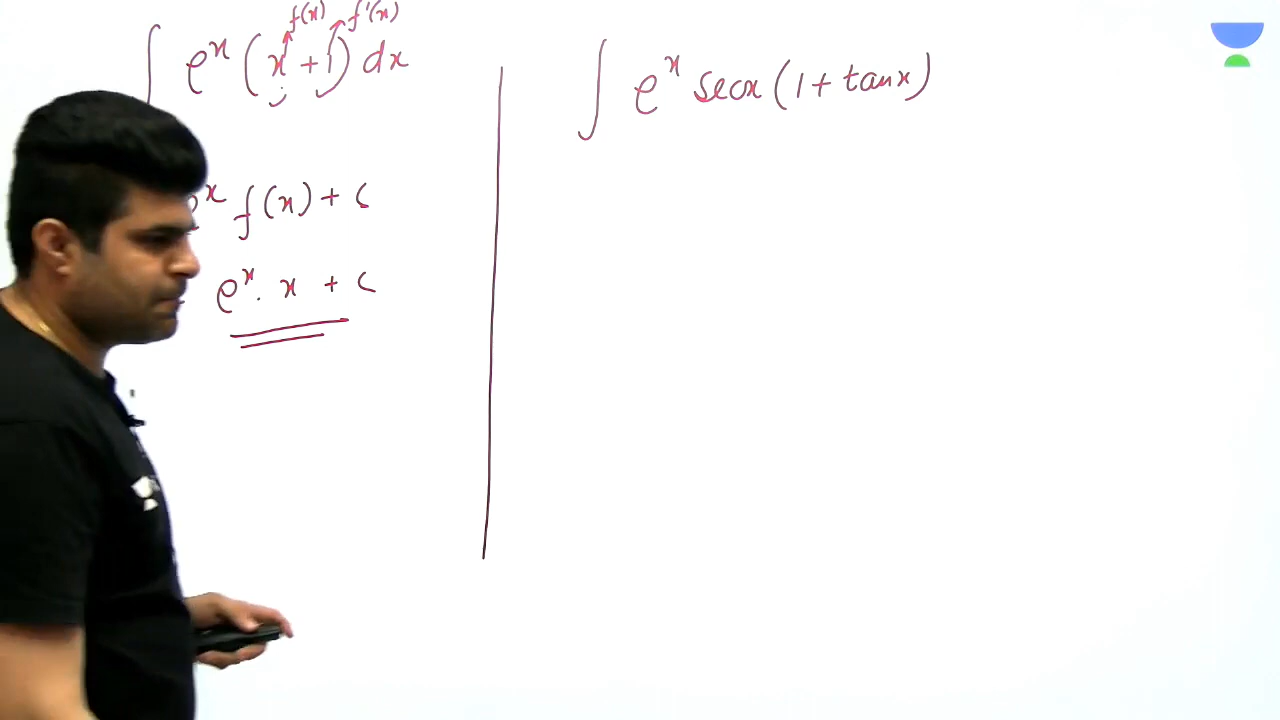 f(x) f'(x)
∫ e^x (x + 1) dx
e^x f(x) + c
e^x . x + c
∫ e^x secx (1 + tanx)